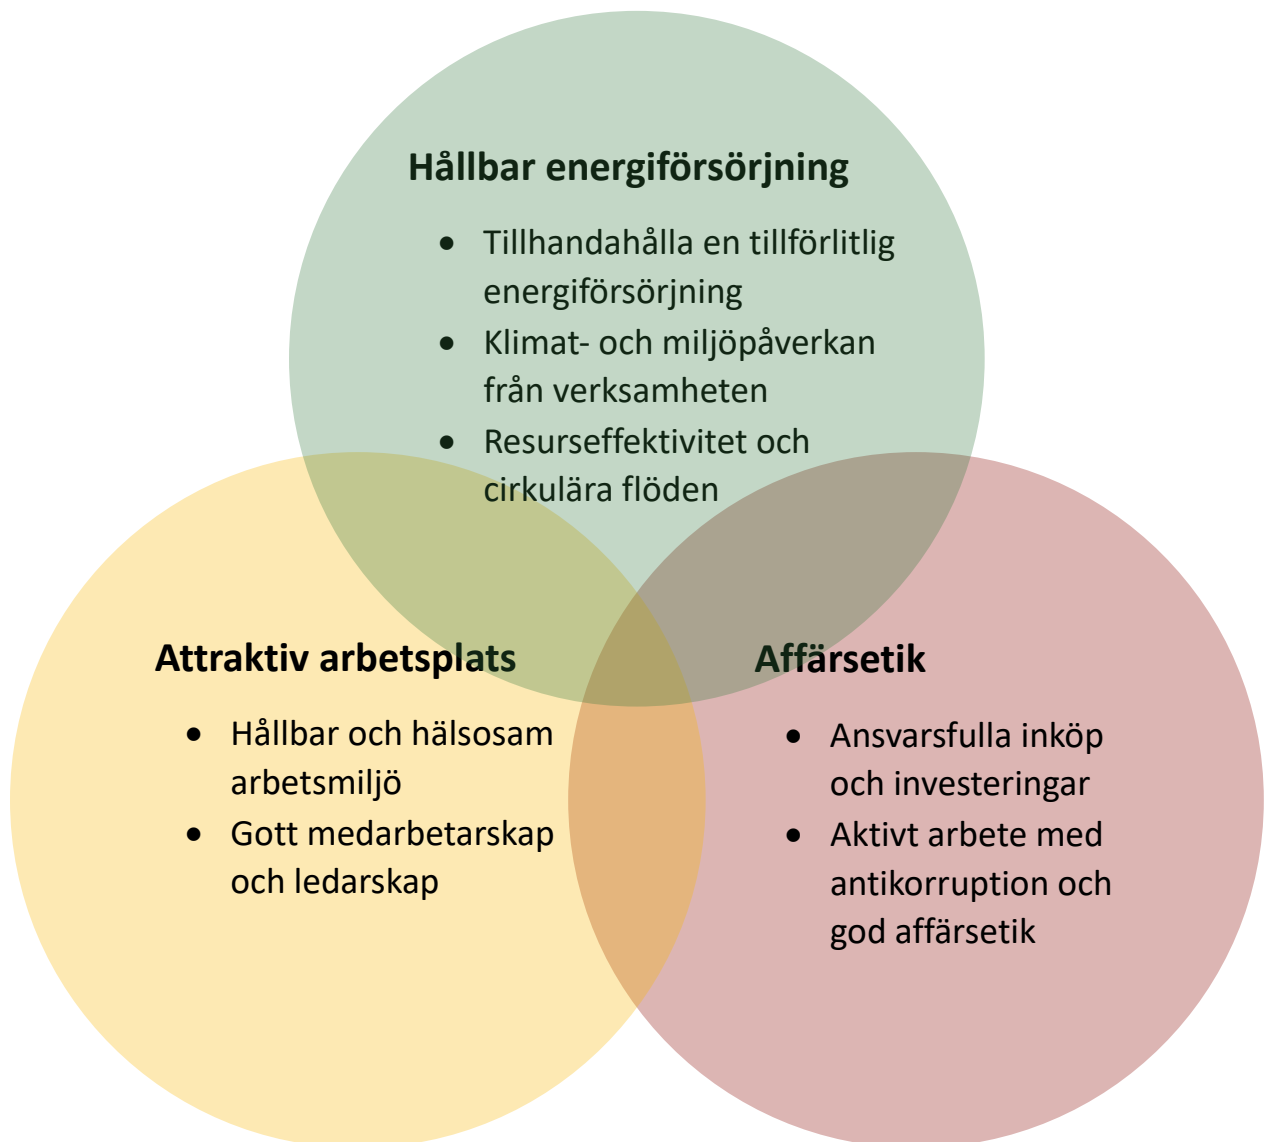 Hållbar energiförsörjning
• Tillhandahålla en tillförlitlig
energiförsörjning
• Klimat- och miljöpåverkan
från verksamheten
• Resurseffektivitet och
cirkulära flöden
Attraktiv arbetsplats
• Hållbar och hälsosam
arbetsmiljö
• Gott medarbetarskap
och ledarskap
Affärsetik
• Ansvarsfulla inköp
och investeringar
• Aktivt arbete med
antikorruption och
god affärsetik